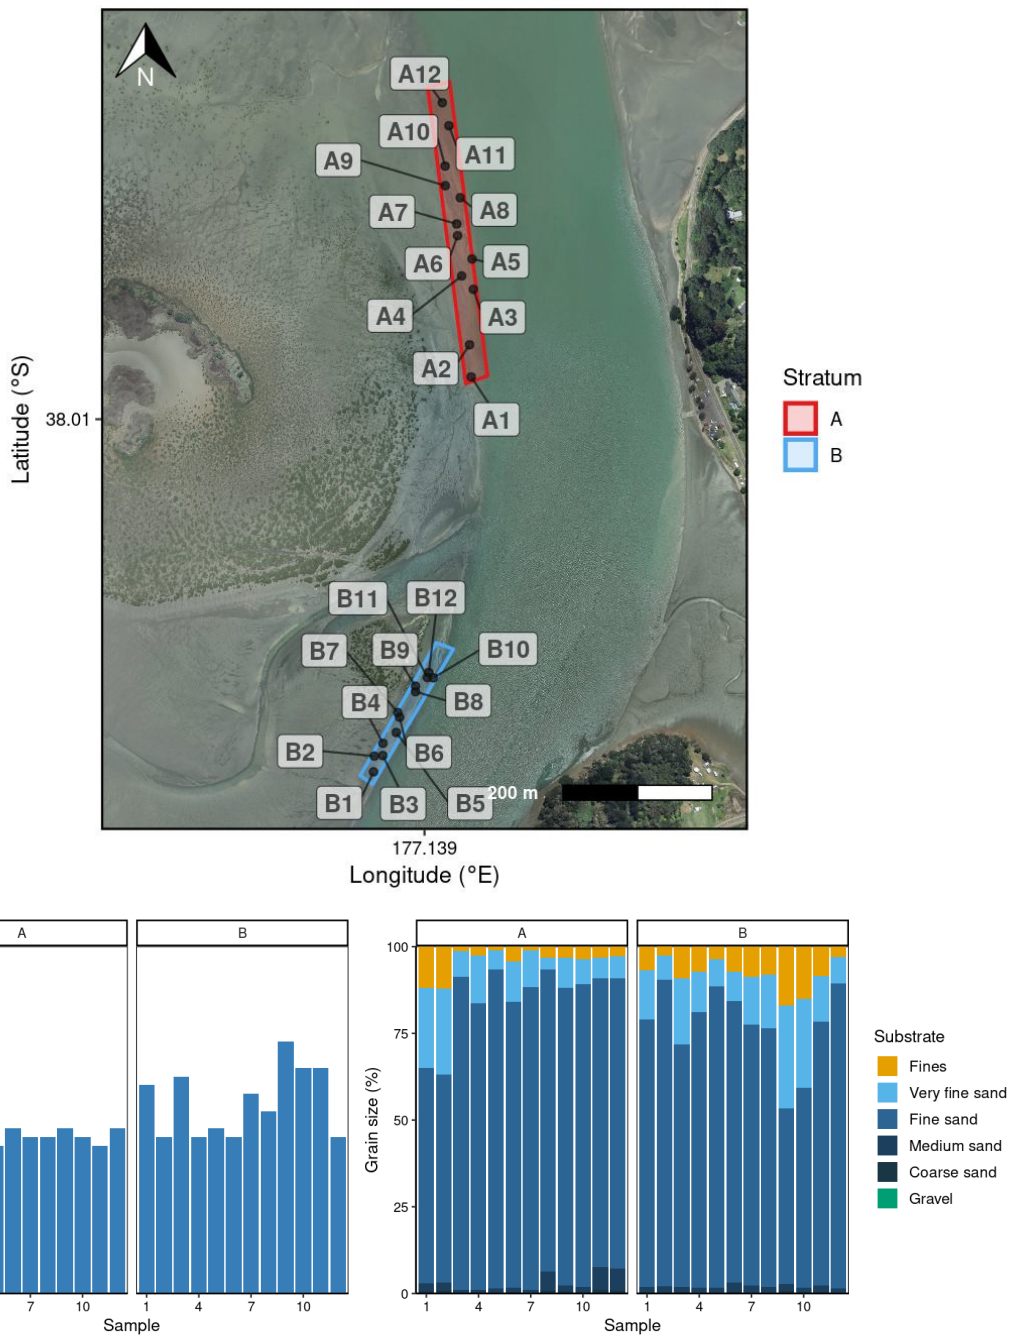 N
A12
A10
A11
A9
A7
A8
A6
A5
A4
A3
A2
A1
Latitude (°S)
38.01
Stratum
A
B
B11
B12
B7
B9
B10
B4
B8
B2
B6
B1
B3
B5
200 m
177.139
Longitude (°E)
A
B
7
10
1
4
7
10
Sample
Grain size (%)
A
B
100
75
50
25
0
1
4
7
10
1
4
7
10
Sample
Substrate
Fines
Very fine sand
Fine sand
Medium sand
Coarse sand
Gravel